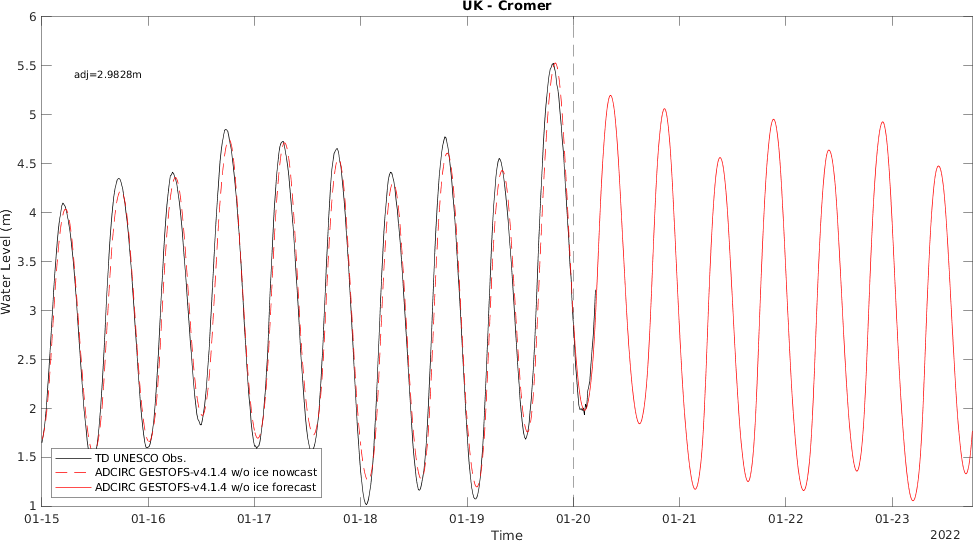 UK - Cromer
6
5.5
5
4.5
4
3.5
3
2.5
2
1.5
1
Water Level (m)
adj=2.9828m
TD UNESCO Obs.
ADCIRC GESTOFS-v4.1.4 w/o ice nowcast
ADCIRC GESTOFS-v4.1.4 w/o ice forecast
01-15 01-16 01-17 01-18 01-19 01-20 01-21 01-22 01-23
Time
2022